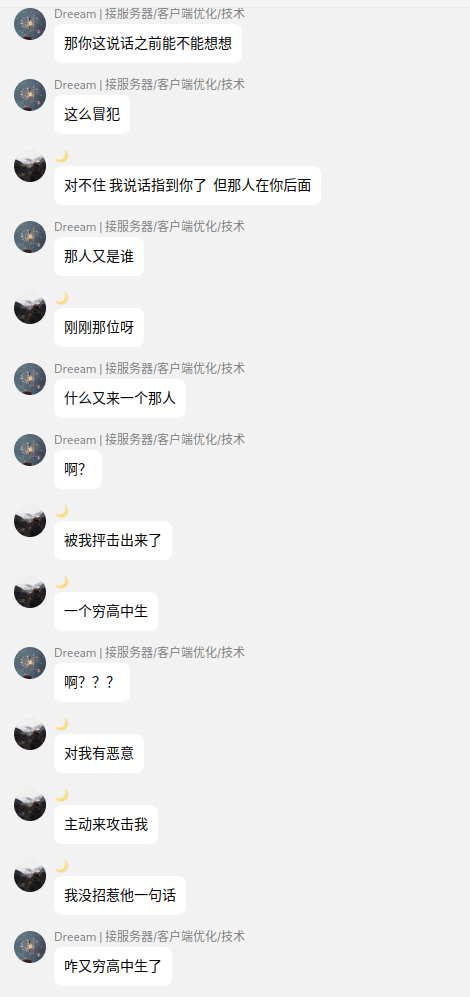 Dreeam | 接服务器/客户端优化/技术
那你这说话之前能不能想想
Dreeam | 接服务器/客户端优化/技术
这么冒犯
🌙
对不住 我说话指到你了 但那人在你后面
Dreeam | 接服务器/客户端优化/技术
那人又是谁
🌙
刚刚那位呀
Dreeam | 接服务器/客户端优化/技术
什么又来一个那人
Dreeam | 接服务器/客户端优化/技术
啊？
🌙
被我抨击出来了
🌙
一个穷高中生
Dreeam | 接服务器/客户端优化/技术
啊？？？
🌙
对我有恶意
🌙
主动来攻击我
🌙
我没招惹他一句话
Dreeam | 接服务器/客户端优化/技术
咋又穷高中生了